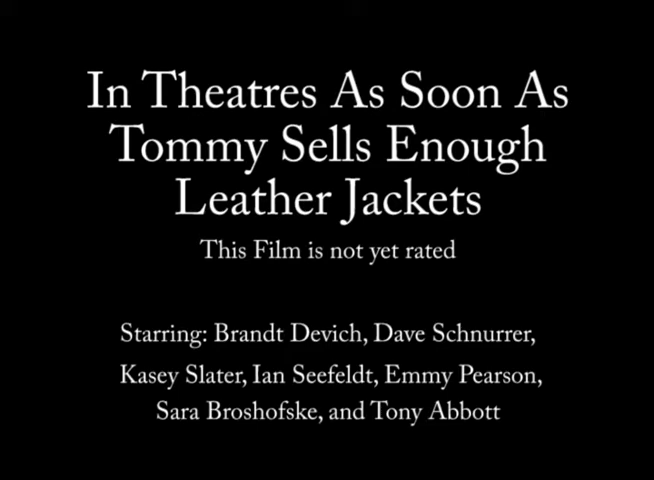 In Theatres As Soon As
Tommy Sells Enough
Leather Jackets
This Film is not yet rated
Starring: Brandt Devich, Dave Schnurrer,
Kasey Slater, Ian Seefeldt, Emmy Pearson,
Sara Broshofske, and Tony Abbott